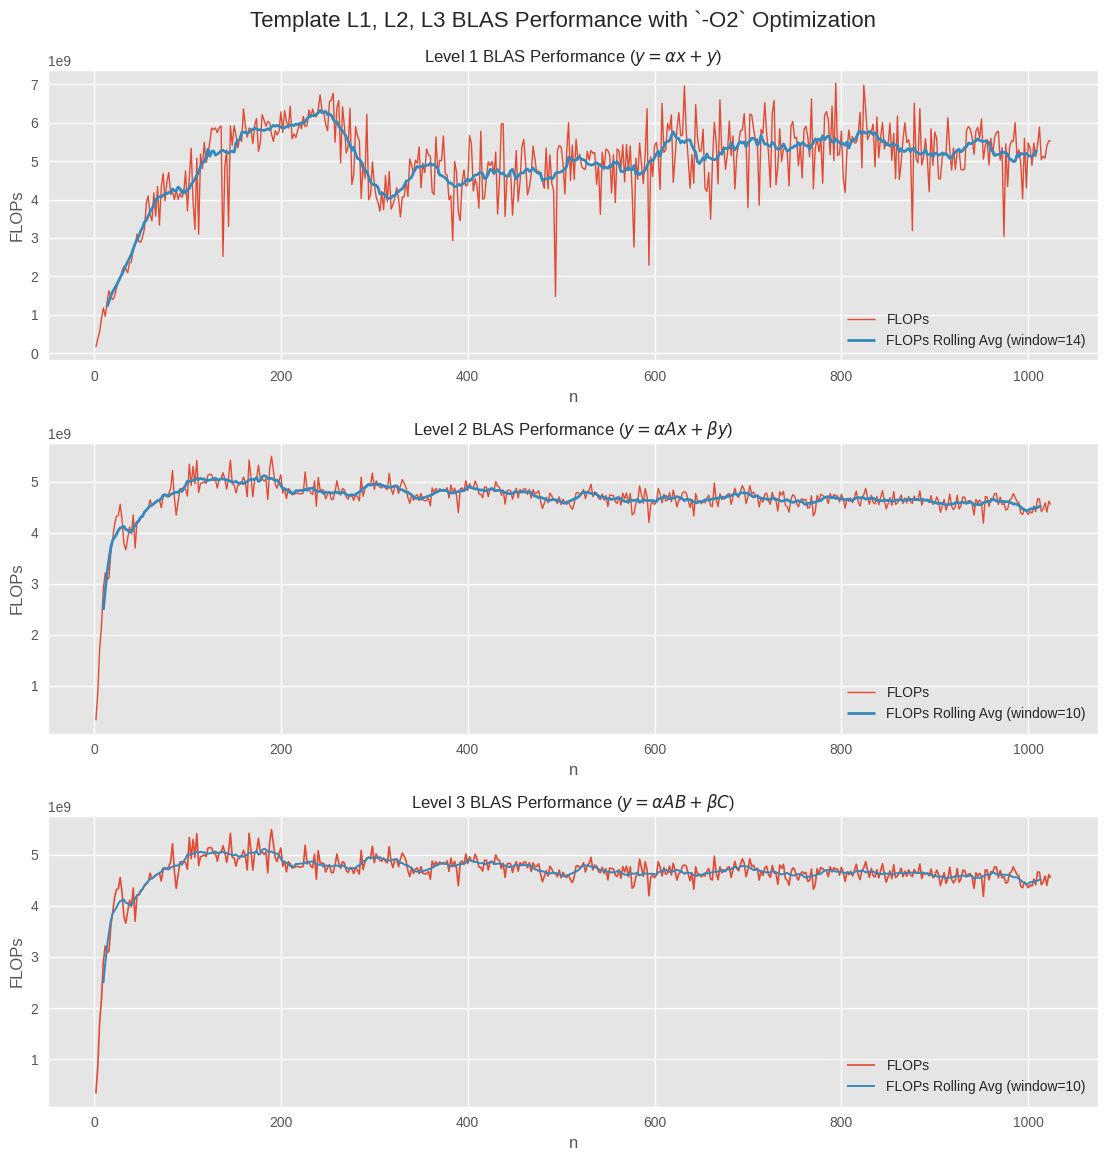 Template L1, L2, L3 BLAS Performance with `-O2` Optimization
Level 1 BLAS Performance (y = αx + y)
1e9
7
6
5
4
3
2
1
0
FLOPs
0 200 400 600 800 1000
n
FLOPs
FLOPs Rolling Avg (window=14)
Level 2 BLAS Performance (y = αAx + βy)
1e9
5
4
3
2
1
FLOPs
0 200 400 600 800 1000
n
FLOPs
FLOPs Rolling Avg (window=10)
Level 3 BLAS Performance (y = αAB + βC)
1e9
5
4
3
2
1
FLOPs
0 200 400 600 800 1000
n
FLOPs
FLOPs Rolling Avg (window=10)